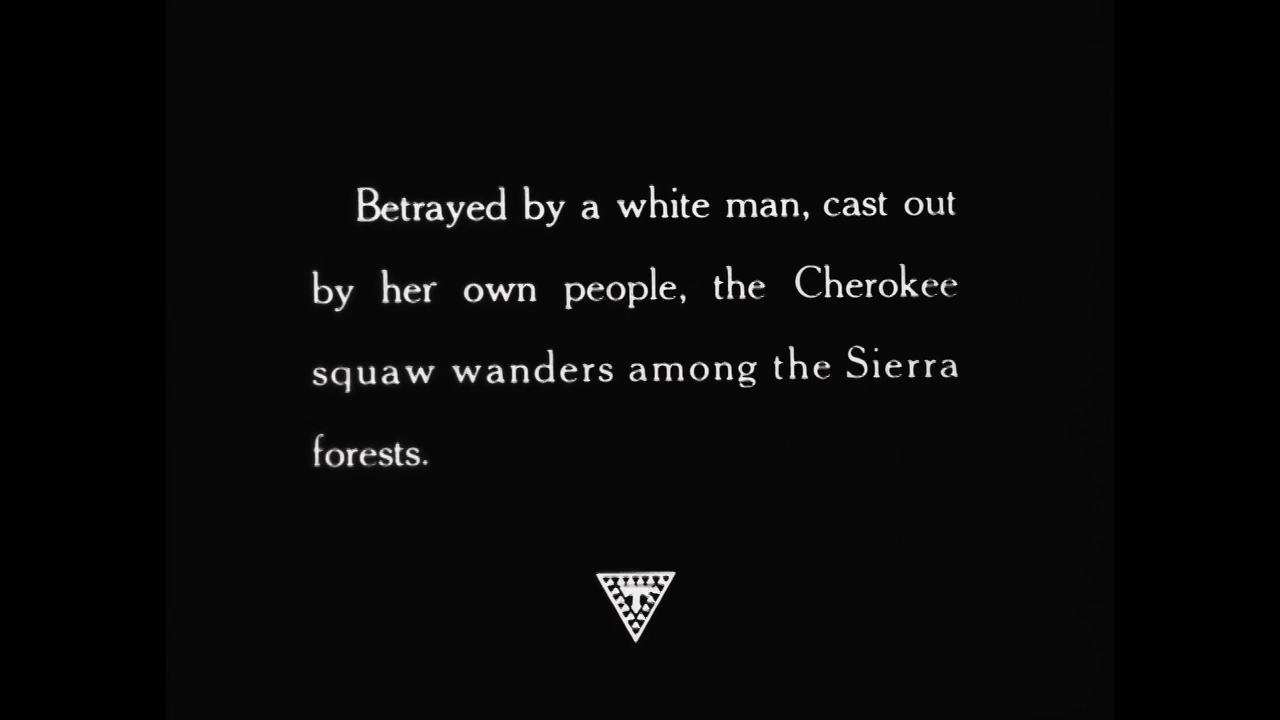 Betrayed by a white man, cast out
by her own people, the Cherokee
squaw wanders among the Sierra
forests.